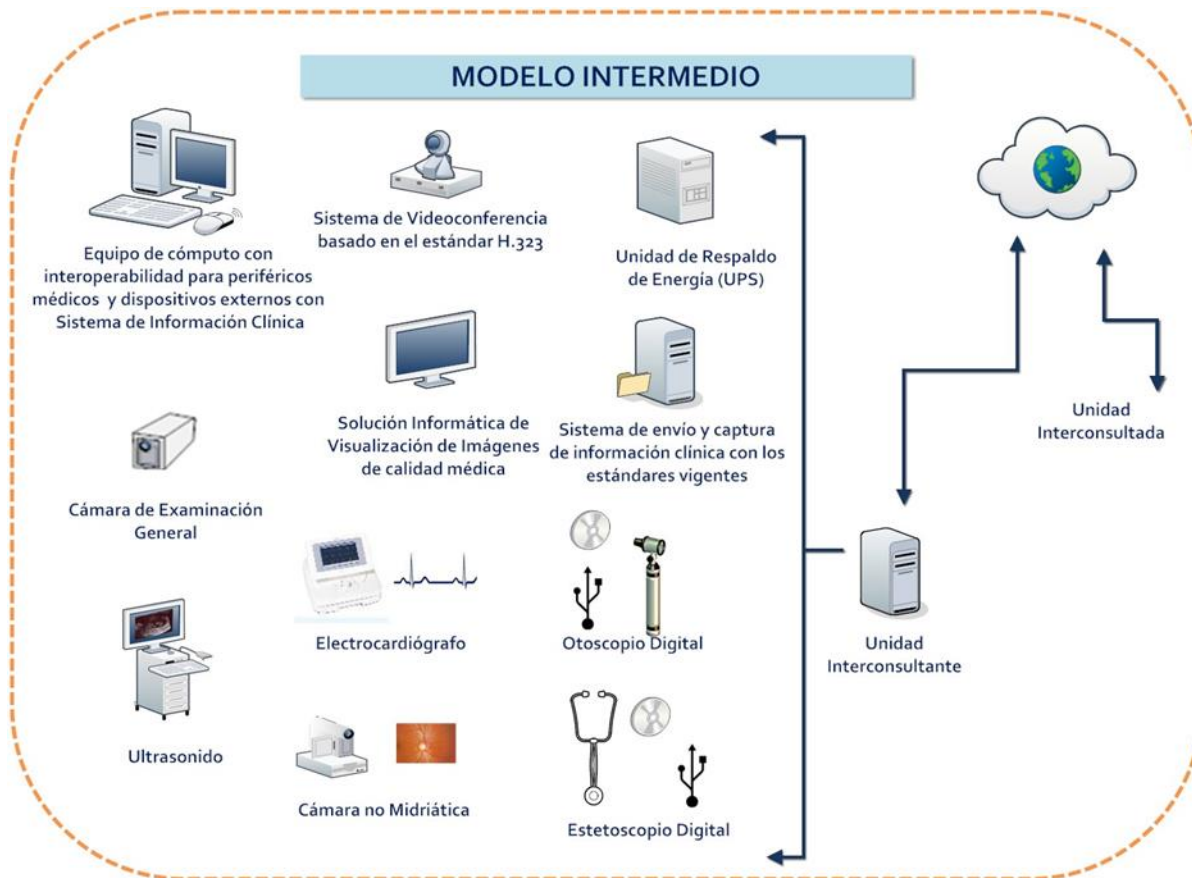 MODELO INTERMEDIO
Equipo de cómputo con
interoperabilidad para periféricos
médicos y dispositivos externos con
Sistema de Información Clínica
Sistema de Videoconferencia
basado en el estándar H.323
Unidad de Respaldo
de Energía (UPS)
Solución Informática de
Visualización de Imágenes
de calidad médica
Sistema de envío y captura
de información clínica con los
estándares vigentes
Unidad
Interconsultada
Cámara de Examinación
General
Electrocardiógrafo
Otoscopio Digital
Unidad
Interconsultante
Ultrasonido
Cámara no Midriática
Estetoscopio Digital